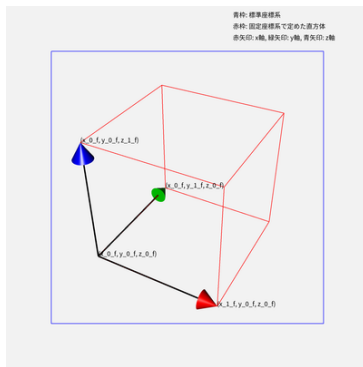 青枠: 標準座標系
赤枠: 固定座標系で定めた直方体
赤矢印: x軸, 緑矢印: y軸, 青矢印: z軸
(x_0_f, y_0_f, z_1_f)
(x_0_f, y_1_f, z_0_f)
(x_0_f, y_0_f, z_0_f)
(x_1_f, y_0_f, z_0_f)